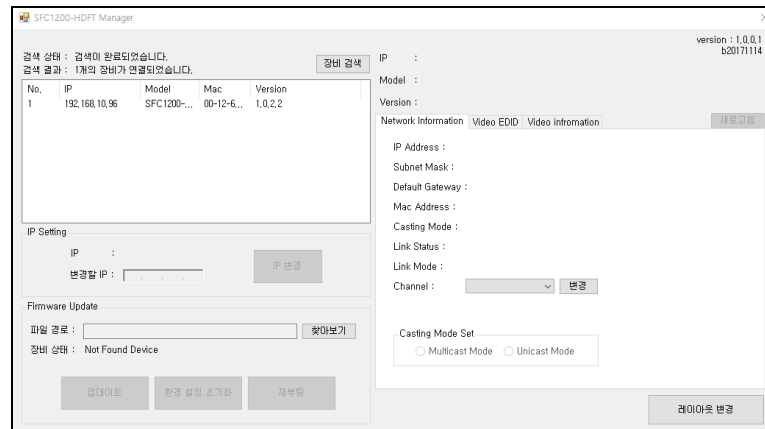 SFC1200-HDFT Manager
version : 1,0,0,1
b20171114
검색 상태 : 검색이 완료되었습니다.
검색 결과 : 1개의 장비가 연결되었습니다.
장비 검색
No, IP Model Mac Version
1 192,168,10,96 SFC1200-... 00-12-6... 1,0,2,2
IP Setting
IP :
변경할 IP : . . .
IP 변경
Firmware Update
파일 경로 :
찾아보기
장비 상태 : Not Found Device
업데이트 환경 설정 초기화 재부팅
IP :
Model :
Version :
Network Information Video EDID Video infromation
새로고침
IP Address :
Subnet Mask :
Default Gateway :
Mac Address :
Casting Mode :
Link Status :
Link Mode :
Channel :
변경
Casting Mode Set
Multicast Mode Unicast Mode
레이아웃 변경